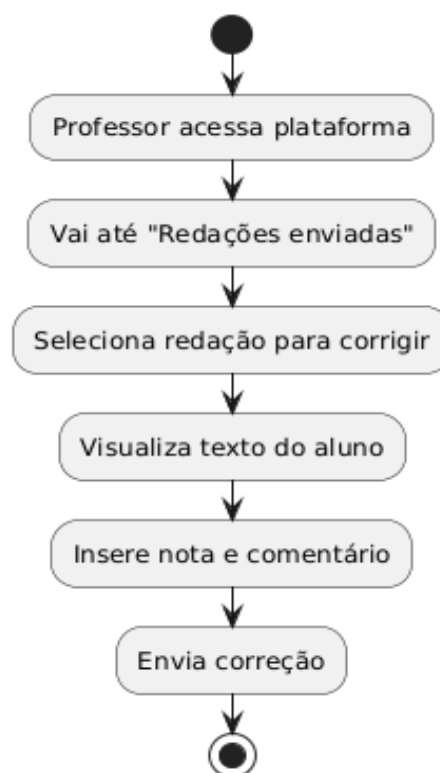 Professor acessa plataforma
Vai até "Redações enviadas"
Seleciona redação para corrigir
Visualiza texto do aluno
Insere nota e comentário
Envia correção